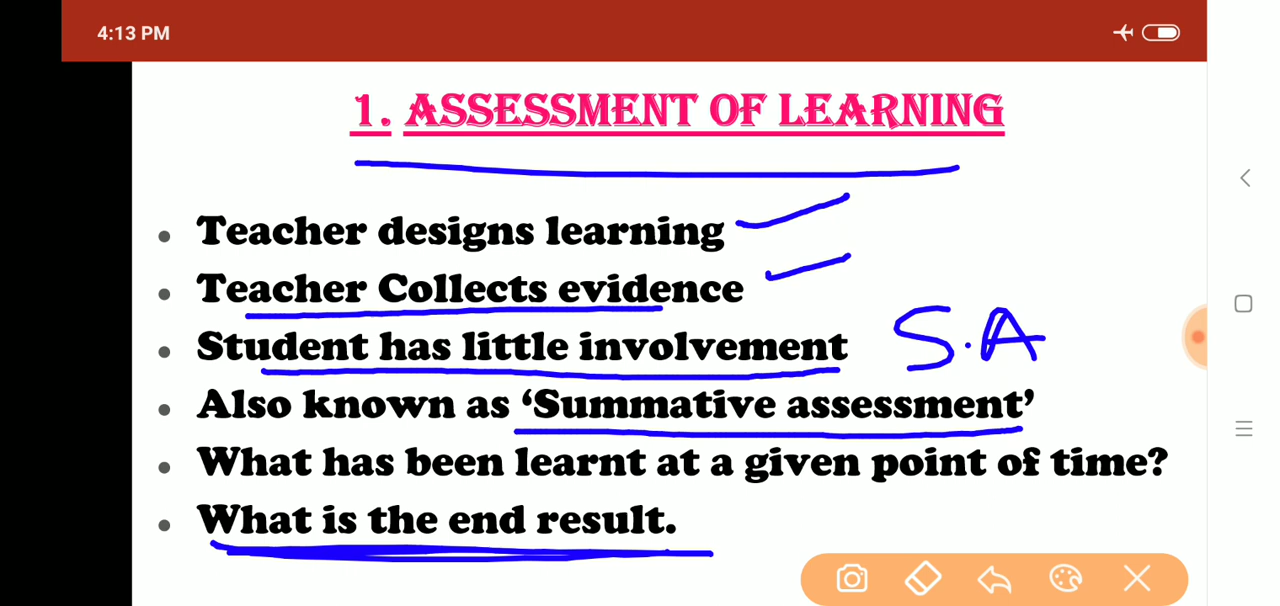 4:13 PM
1. ASSESSMENT OF LEARNING
• Teacher designs learning
• Teacher Collects evidence
• Student has little involvement
S.A
• Also known as ‘Summative assessment’
• What has been learnt at a given point of time?
• What is the end result.